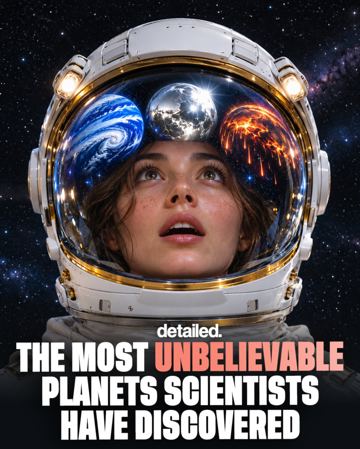 detailed.
THE MOST UNBELIEVABLE
PLANETS SCIENTISTS
HAVE DISCOVERED